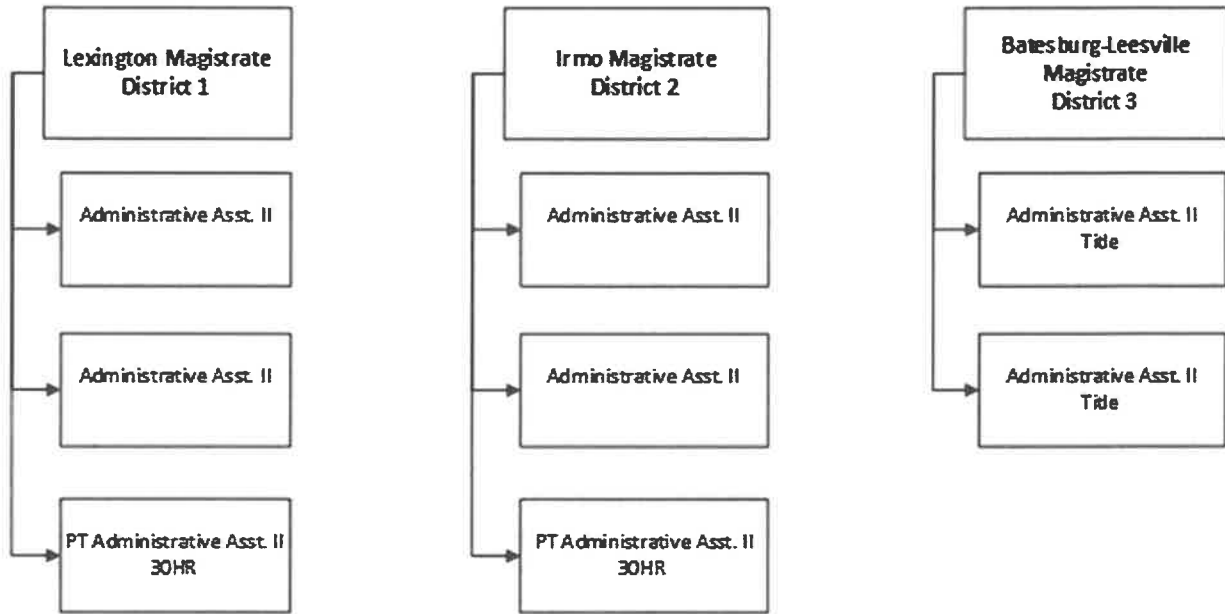 Lexington Magistrate
District 1
Administrative Asst. II
Administrative Asst. II
PT Administrative Asst. II
30HR
Irmo Magistrate
District 2
Administrative Asst. II
Administrative Asst. II
PT Administrative Asst. II
30HR
Batesburg-Leesville
Magistrate
District 3
Administrative Asst. II
Title
Administrative Asst. II
Title